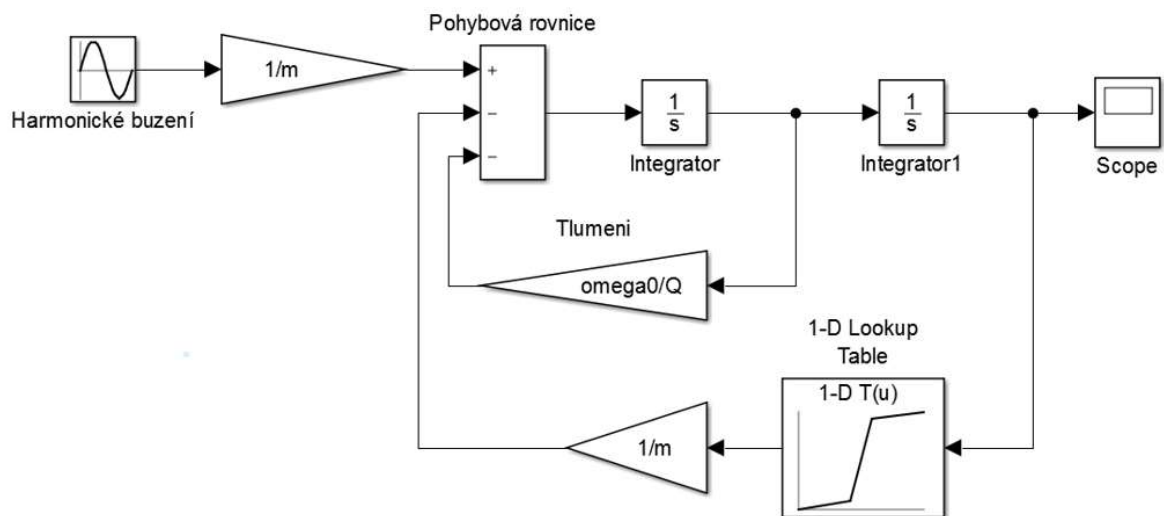 Pohybová rovnice
Harmonické buzení
1/m
+
−
−
1
s
Integrator
1
s
Integrator1
Scope
Tlumeni
omega0/Q
1-D Lookup
Table
1-D T(u)
1/m